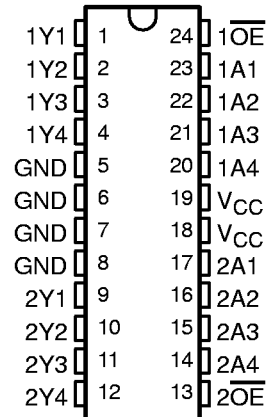 1Y1 1 24 1O̅E̅
1Y2 2 23 1A1
1Y3 3 22 1A2
1Y4 4 21 1A3
GND 5 20 1A4
GND 6 19 VCC
GND 7 18 VCC
GND 8 17 2A1
2Y1 9 16 2A2
2Y2 10 15 2A3
2Y3 11 14 2A4
2Y4 12 13 2O̅E̅